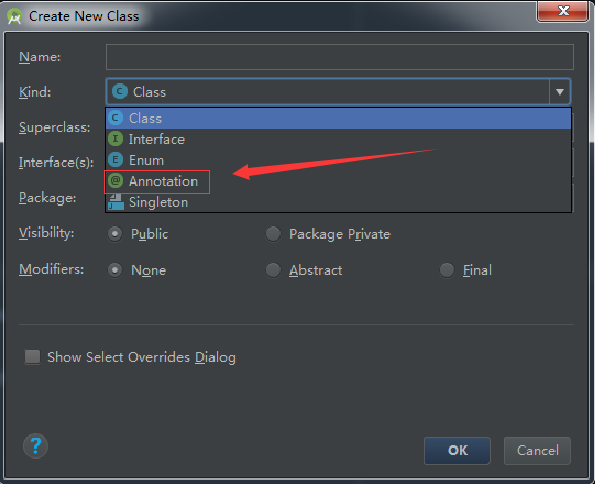 Create New Class
Name:
Kind:
C Class
Superclass:
C Class
I Interface
Interface(s):
E Enum
@ Annotation
Package:
Singleton
Visibility:
Public
Package Private
Modifiers:
None
Abstract
Final
Show Select Overrides Dialog
?
OK
Cancel